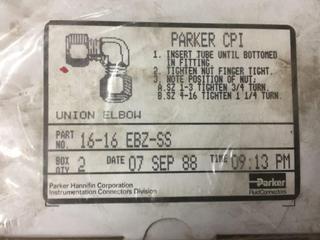 PARKER CPI
1. INSERT TUBE UNTIL BOTTOMED
IN FITTING.
2. TIGHTEN NUT FINGER TIGHT.
3. NOTE POSITION OF NUT;
A.SZ 1-3 TIGHTEN 3/4 TURN.
B.SZ 4-16 TIGHTEN 1 1/4 TURN.
UNION ELBOW
PART NO. 16-16 EBZ-SS
BOX QTY 2 DATE 07 SEP 88 TIME 09:13 PM
Parker Hannifin Corporation
Instrumentation Connectors Division
Parker
FluidConnectors